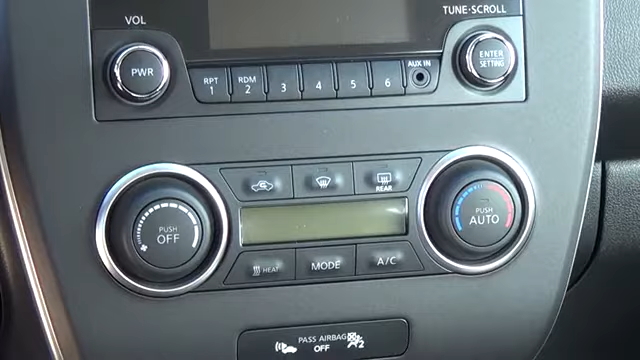 VOL
TUNE·SCROLL
PWR
RPT 1
RDM 2
3
4
5
6
AUX IN
ENTER
SETTING
REAR
PUSH
OFF
PUSH
AUTO
HEAT
MODE
A/C
PASS AIRBAG
OFF
2